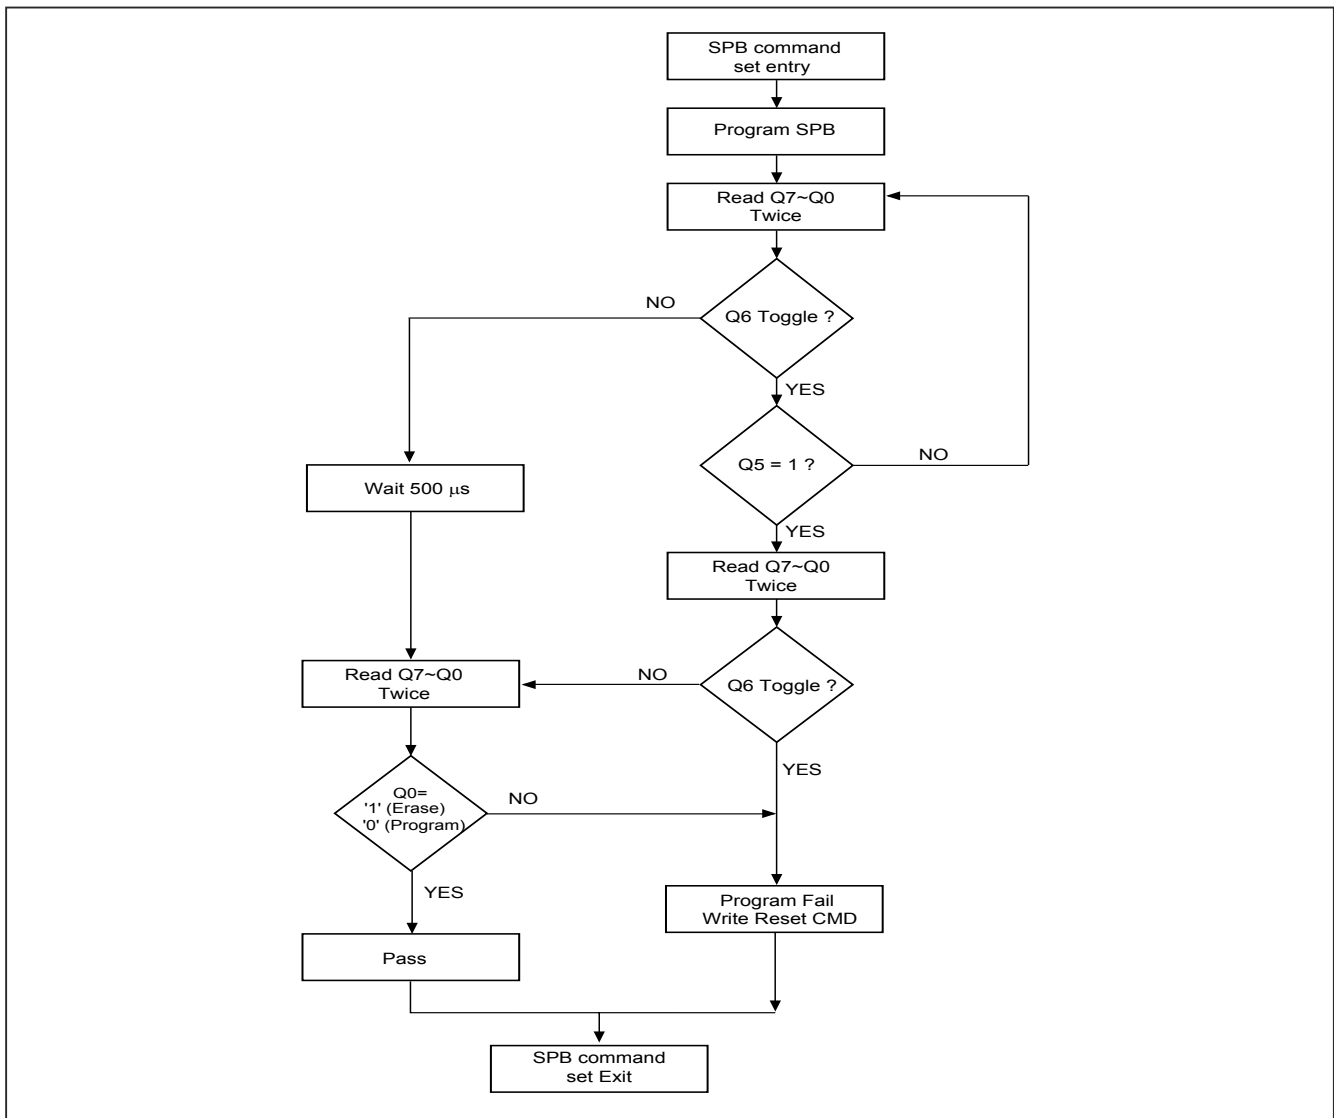 SPB command
set entry
Program SPB
Read Q7~Q0
Twice
NO
Q6 Toggle ?
YES
Q5 = 1 ?
NO
Wait 500 μs
YES
Read Q7~Q0
Twice
Read Q7~Q0
Twice
NO
Q6 Toggle ?
YES
Q0=
'1' (Erase)
'0' (Program)
NO
YES
Program Fail
Write Reset CMD
Pass
SPB command
set Exit